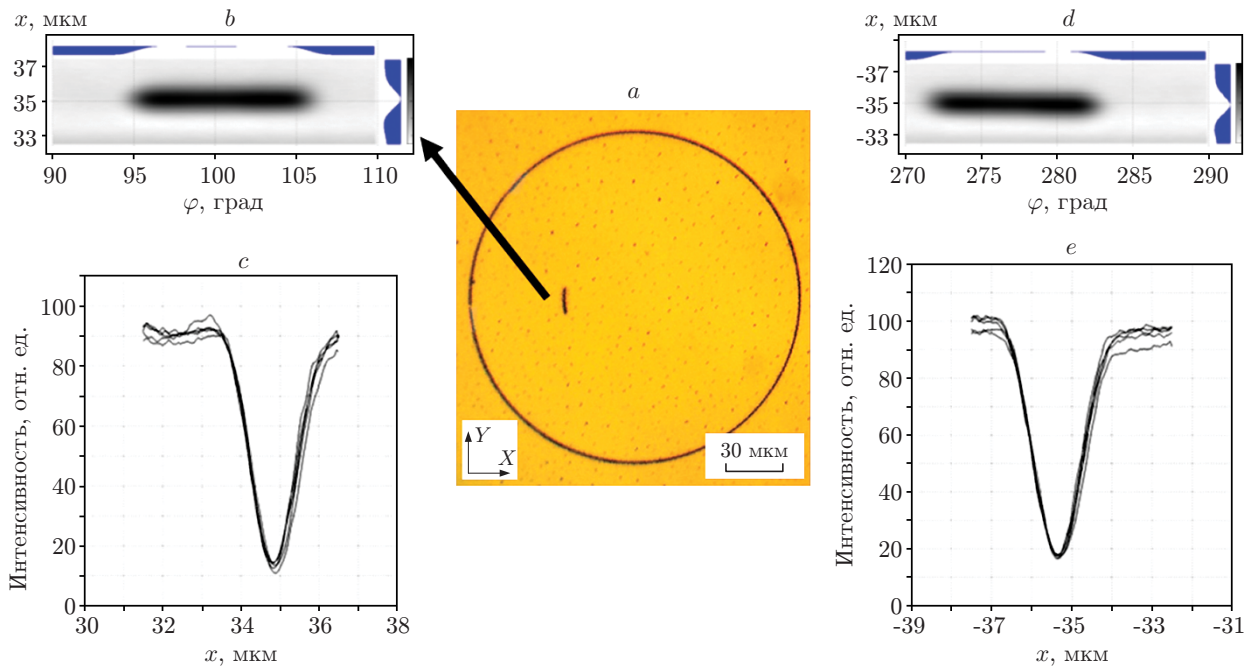 x, мкм
b
37
35
33
90 95 100 105 110
φ, град
a
Y
X
30 мкм
x, мкм
d
-37
-35
-33
270 275 280 285 290
φ, град
c
Интенсивность, отн. ед.
100
80
60
40
20
0
30 32 34 36 38
x, мкм
e
Интенсивность, отн. ед.
120
100
80
60
40
20
0
-39 -37 -35 -33 -31
x, мкм